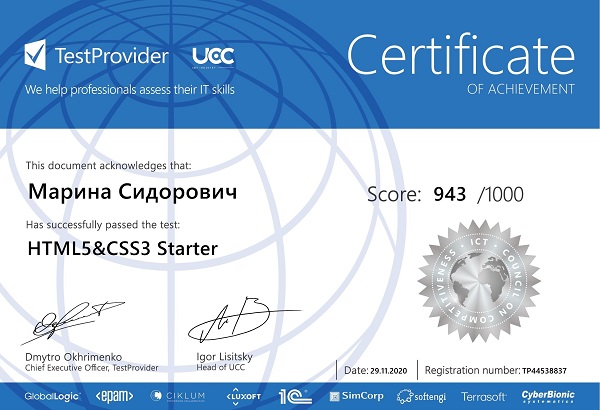 TestProvider
UCC
Certificate
OF ACHIEVEMENT
We help professionals assess their IT skills
This document acknowledges that:
Марина Сидорович
Score: 943 /1000
Has successfully passed the test:
HTML5&CSS3 Starter
ICT • COUNCIL ON COMPETITIVENESS •
Dmytro Okhrimenko
Chief Executive Officer, TestProvider
Igor Lisitsky
Head of UCC
Date: 29.11.2020
Registration number: TP44538837
GlobalLogic
<epam>
CIKLUM
LUXOFT
1C
SimCorp
softengi
Terrasoft
CyberBionic
systematics